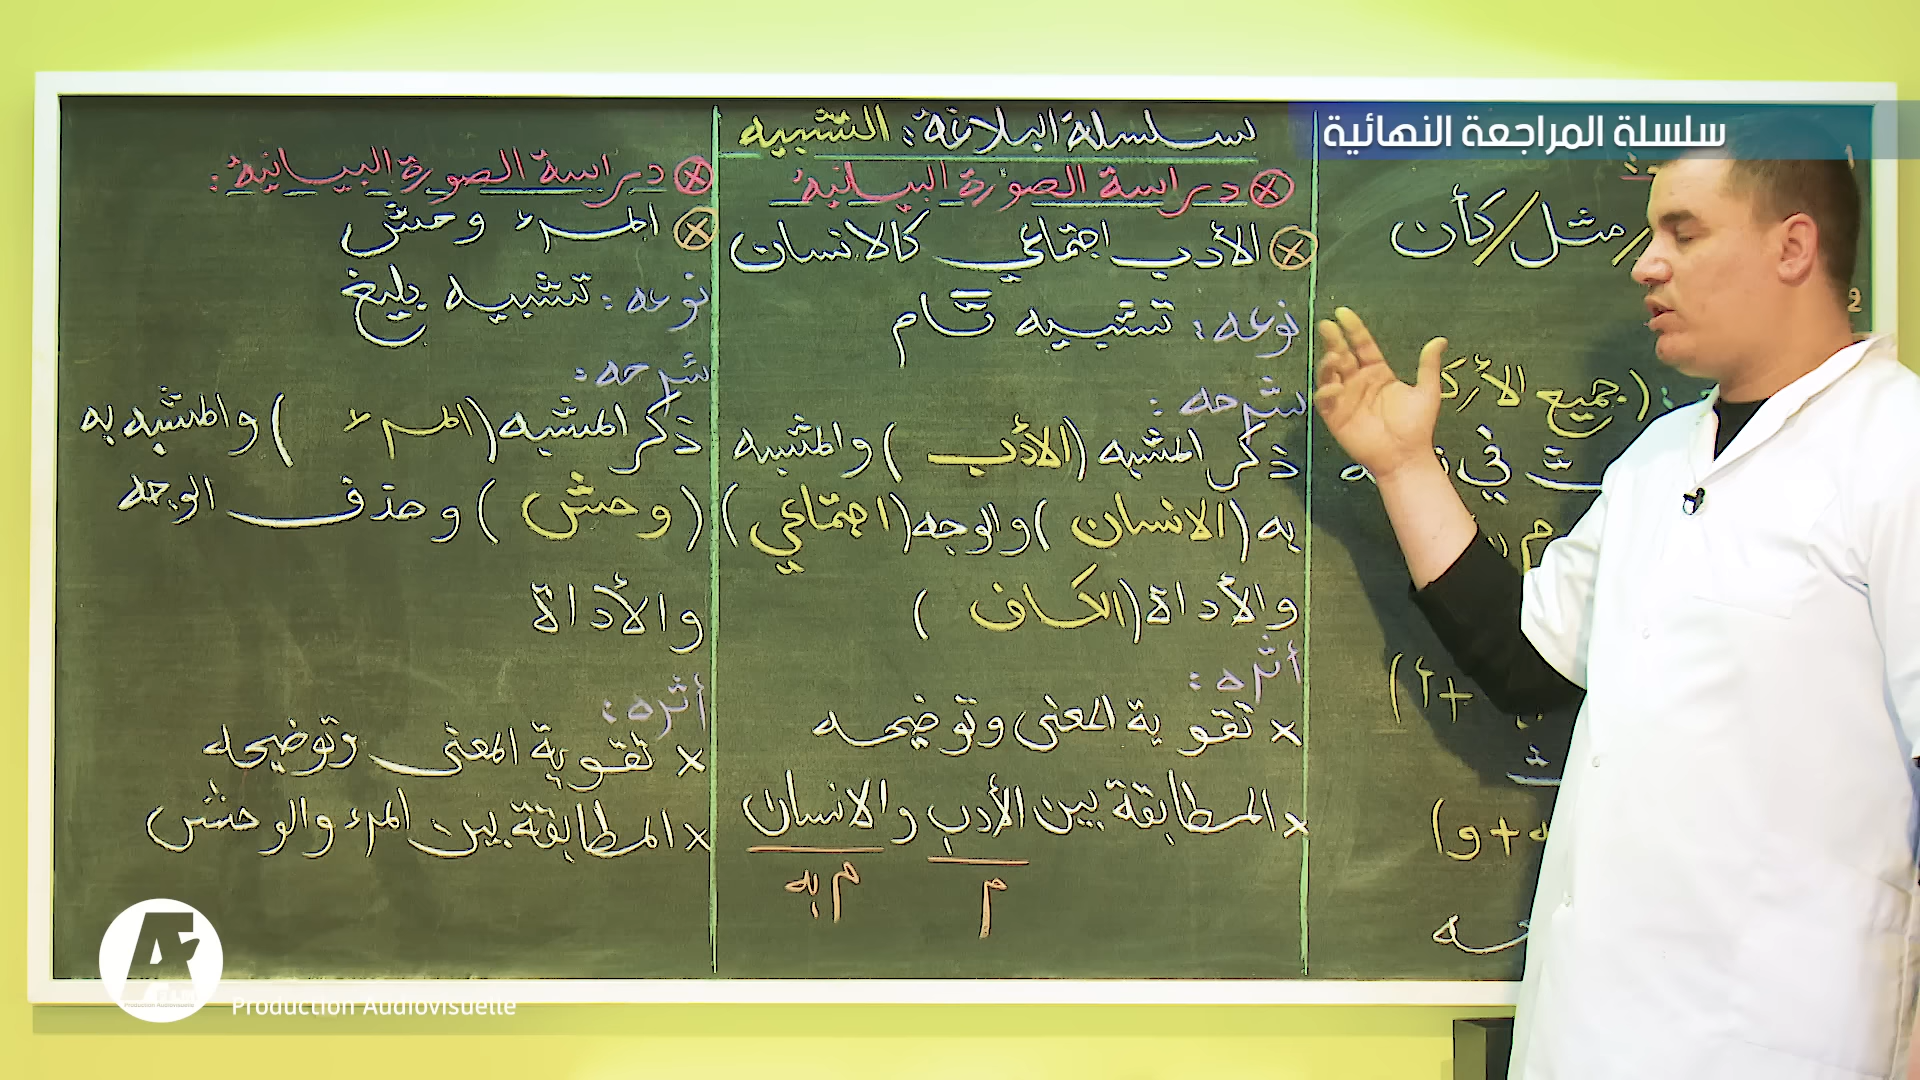 سلسلة المراجعة النهائية
سلسلة البلاغة: التشبيه
مثل/كأن
(جميع الأرك
ث في
+أ)
ه+و)
دراسة الصورة البيانية:
الأدب اجتماعي كالانسان
نوعه: تشبيه تام
شرحه:
ذكر المشبه (الأدب) والمشبه
به (الانسان) والوجه (اجتماعي)
والأداة (الكاف)
أثره:
× تقوية المعنى وتوضيحه
× المطابقة بين الأدب والانسان
م م به
دراسة الصورة البيانية:
المرء وحش
نوعه: تشبيه بليغ
شرحه:
ذكر المشبه (المرء) والمشبه به
(وحش) وحذف الوجه
والأداة
أثره:
× تقوية المعنى وتوضيحه
× المطابقة بين المرء والوحش
Production Audiovisuelle